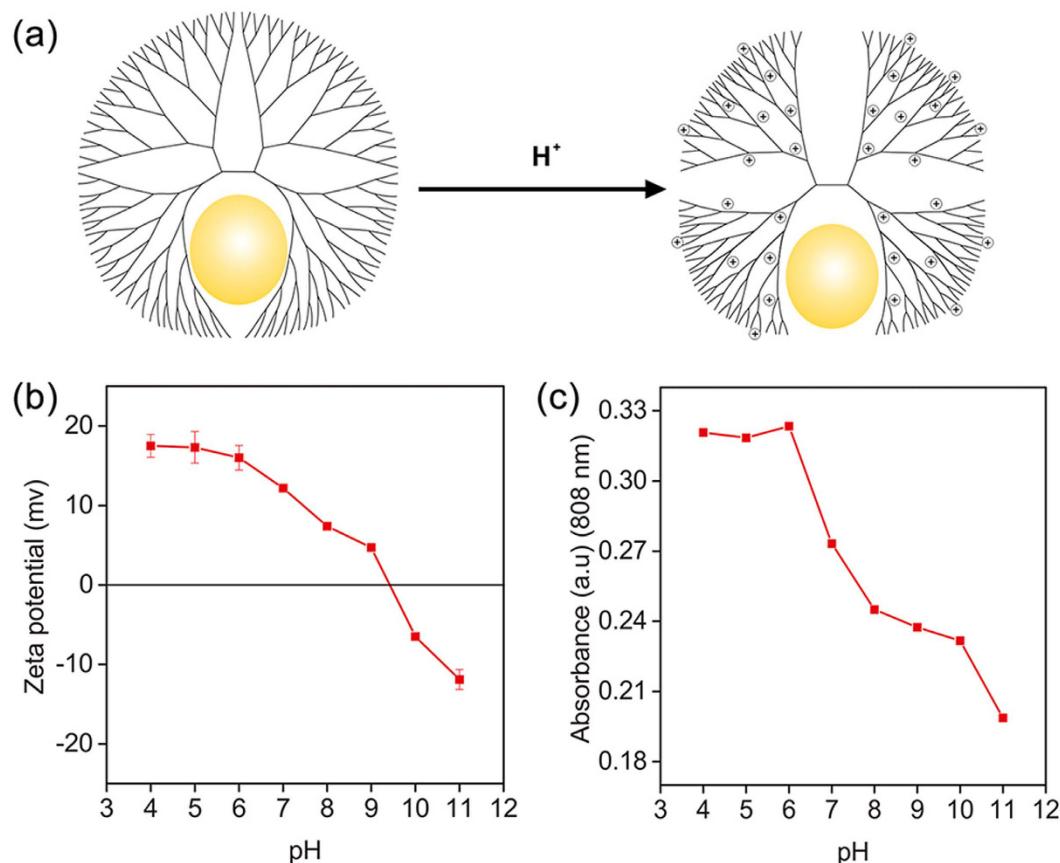 (a)
H⁺
(b)
Zeta potential (mv)
20
10
0
-10
-20
3 4 5 6 7 8 9 10 11 12
pH
(c)
Absorbance (a.u) (808 nm)
0.33
0.30
0.27
0.24
0.21
0.18
3 4 5 6 7 8 9 10 11 12
pH